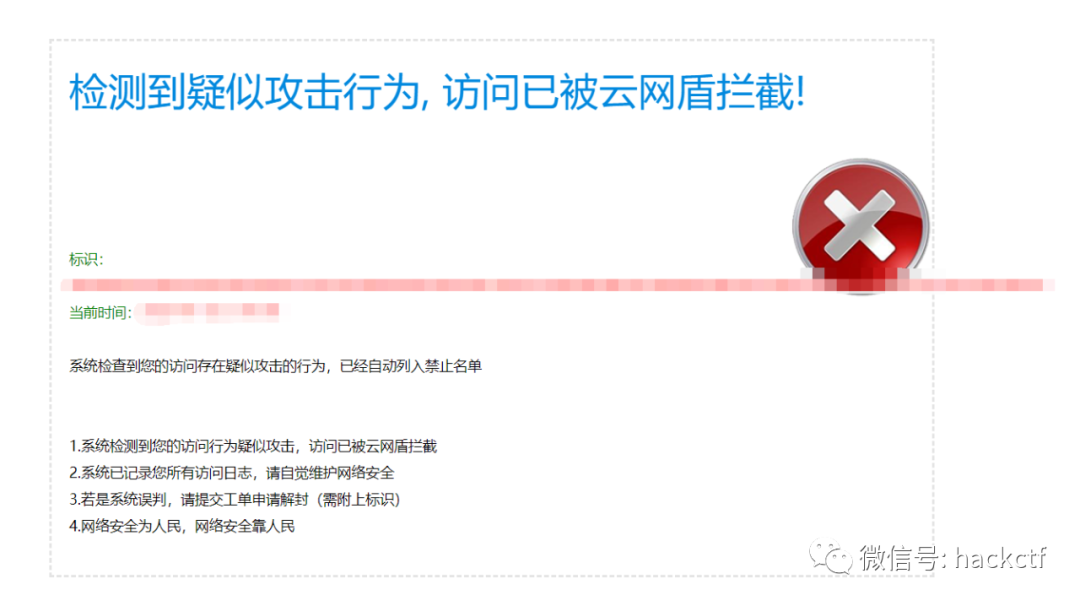 检测到疑似攻击行为, 访问已被云网盾拦截!
标识:
当前时间:
系统检查到您的访问存在疑似攻击的行为，已经自动列入禁止名单
1.系统检测到您的访问行为疑似攻击，访问已被云网盾拦截
2.系统已记录您所有访问日志，请自觉维护网络安全
3.若是系统误判，请提交工单申请解封（需附上标识）
4.网络安全为人民，网络安全靠人民
微信号: hackctf